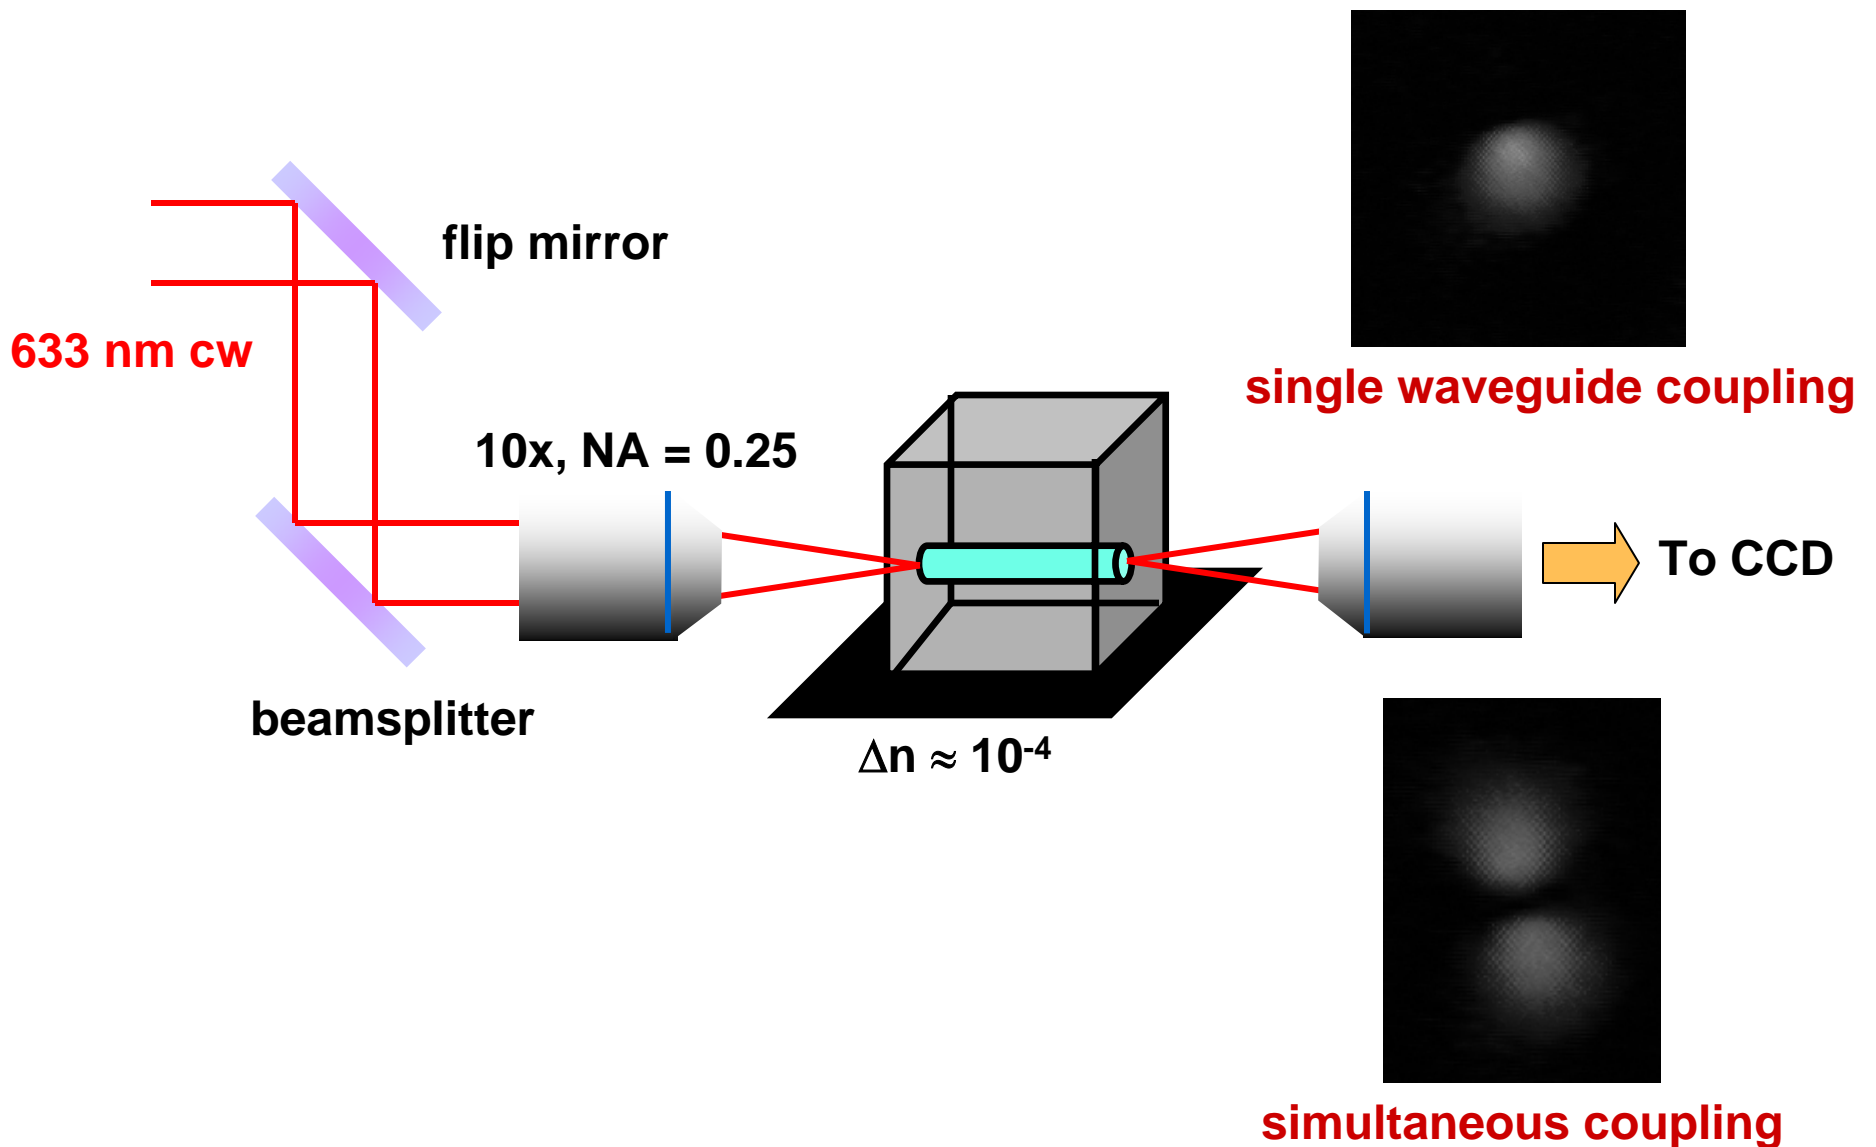 flip mirror
633 nm cw
single waveguide coupling
10x, NA = 0.25
To CCD
beamsplitter
Δn ≈ 10⁻⁴
simultaneous coupling